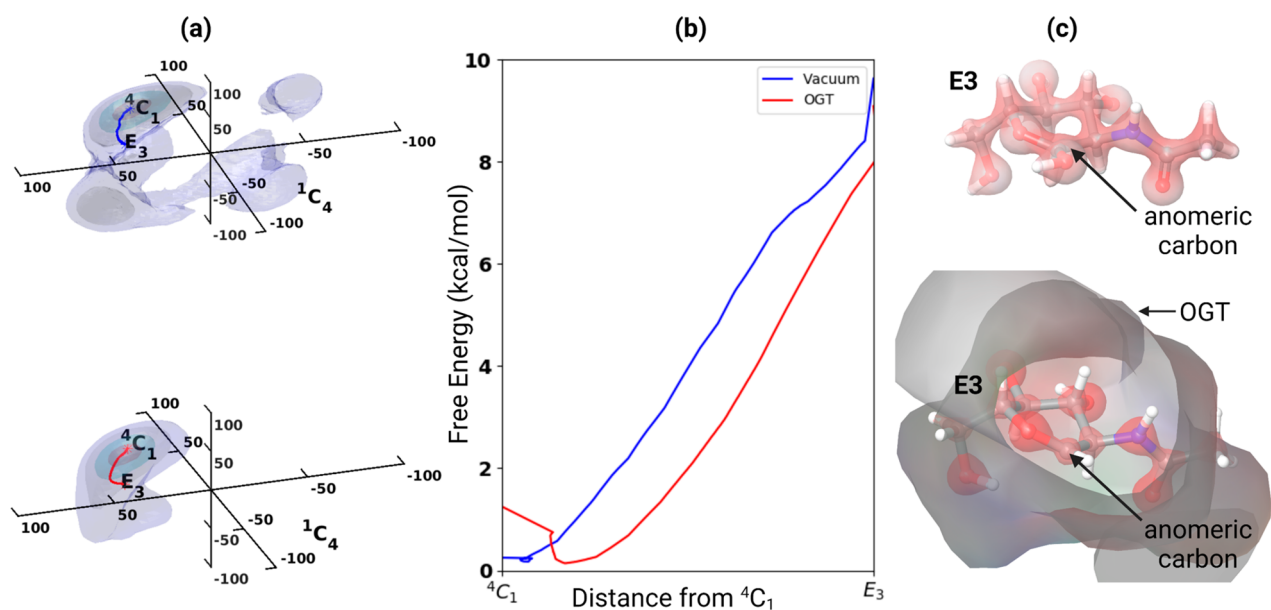 (a)
(b)
(c)
100
100
⁴C₁
50
50
E₃
-100
-50
100
50
-50
-50
¹C₄
-100
-100
100
100
⁴C₁
50
50
E₃
-100
-50
100
50
-50
-50
¹C₄
-100
-100
10
8
6
4
2
0
Free Energy (kcal/mol)
Vacuum
OGT
⁴C₁
Distance from ⁴C₁
E₃
E3
anomeric
carbon
OGT
E3
anomeric
carbon